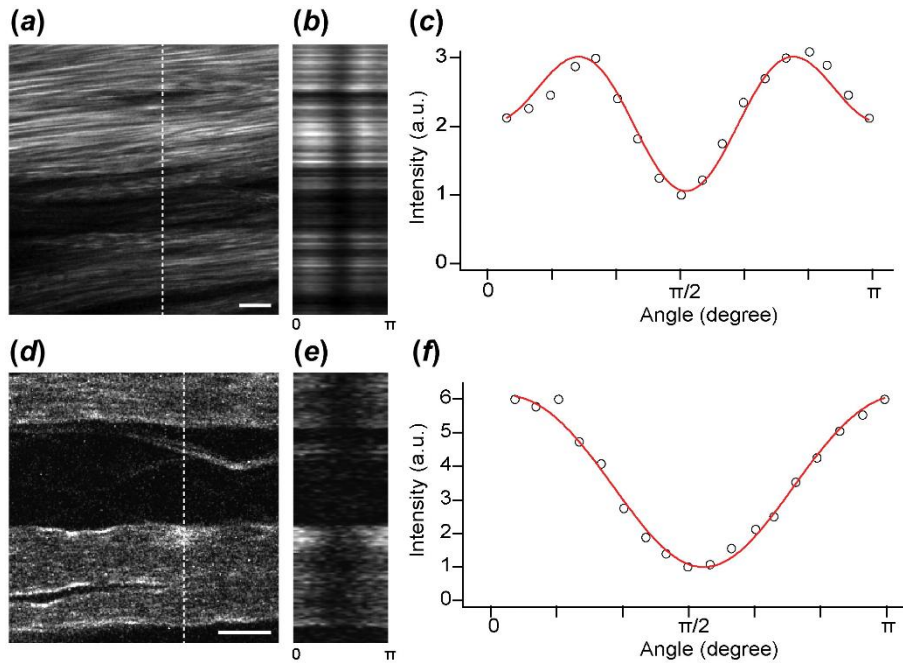 (a)
(b)
(c)
0 π
3
2
1
0
Intensity (a.u.)
0 π/2 π
Angle (degree)
(d)
(e)
(f)
0 π
6
5
4
3
2
1
0
Intensity (a.u.)
0 π/2 π
Angle (degree)